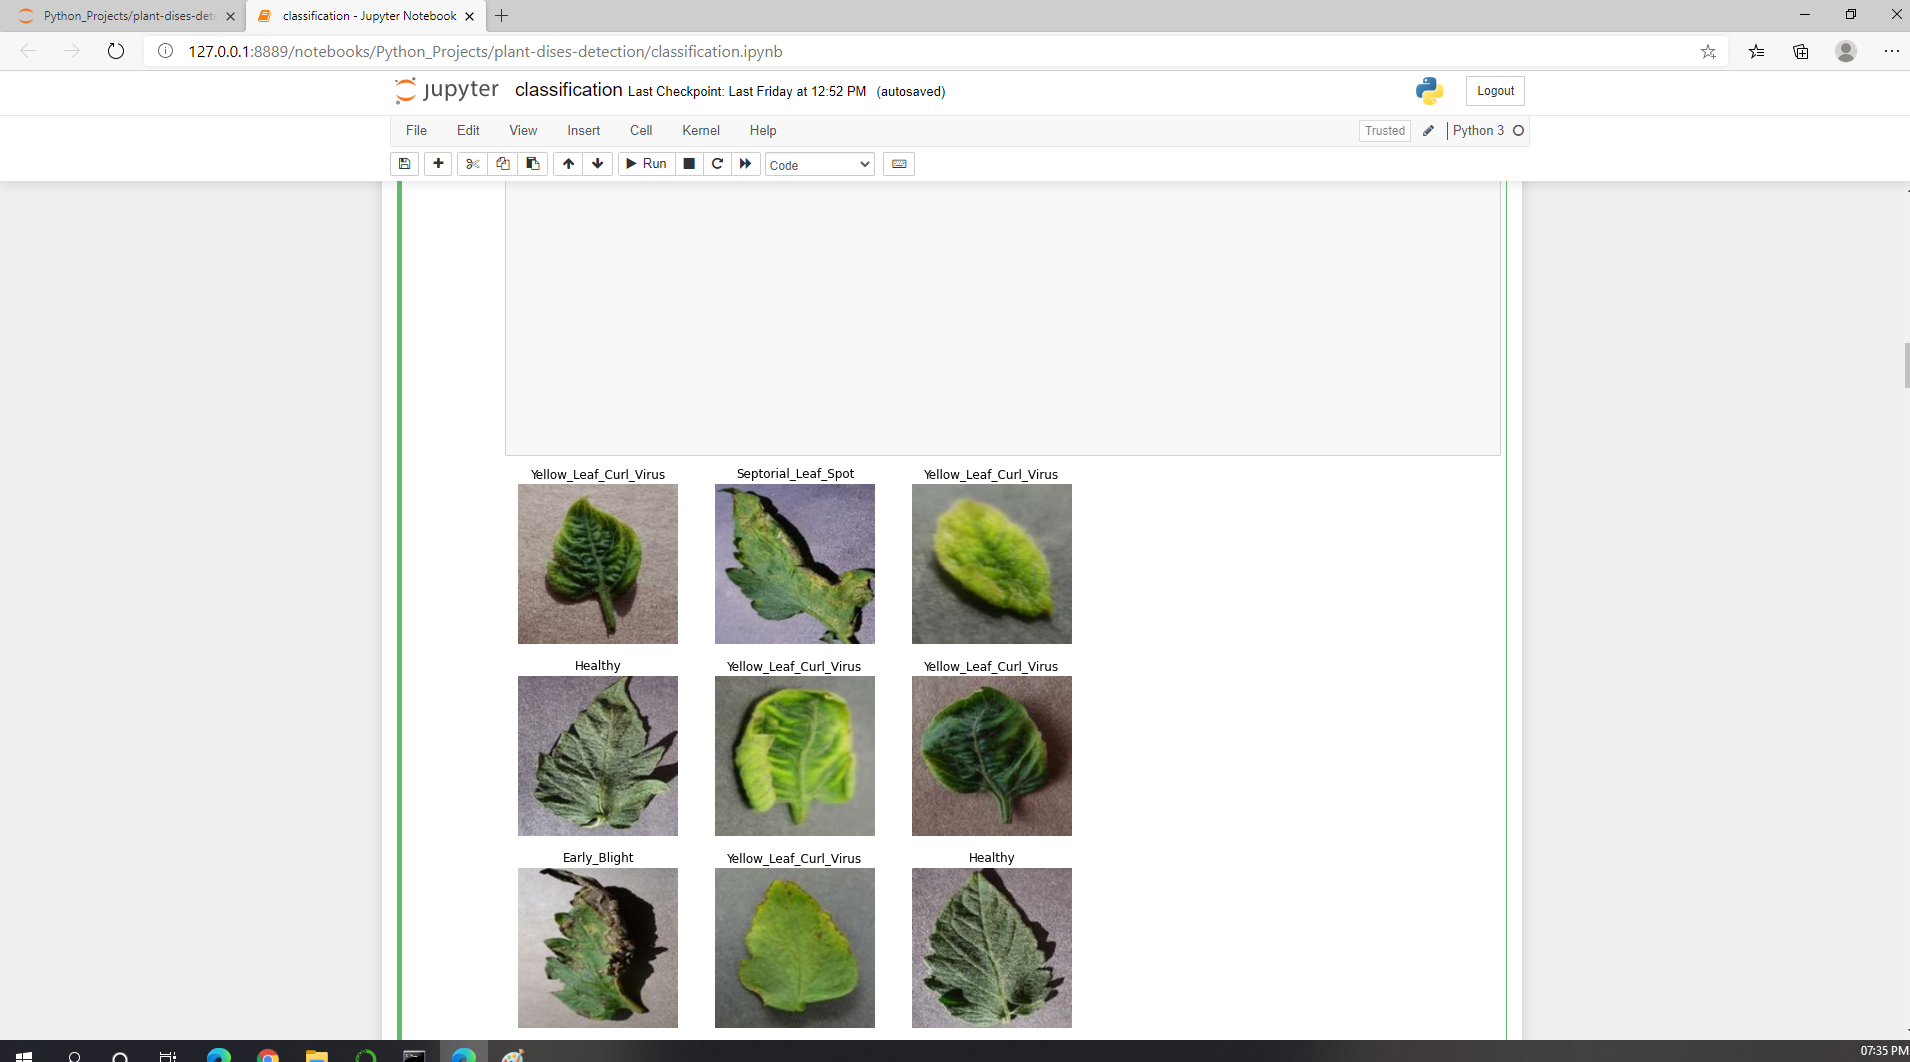 Python_Projects/plant-dises-dete
classification - Jupyter Notebook
127.0.0.1:8889/notebooks/Python_Projects/plant-dises-detection/classification.ipynb
jupyter classification Last Checkpoint: Last Friday at 12:52 PM (autosaved)
Logout
File Edit View Insert Cell Kernel Help
Trusted Python 3
Run Code
Yellow_Leaf_Curl_Virus Septorial_Leaf_Spot Yellow_Leaf_Curl_Virus
Healthy Yellow_Leaf_Curl_Virus Yellow_Leaf_Curl_Virus
Early_Blight Yellow_Leaf_Curl_Virus Healthy
07:35 PM